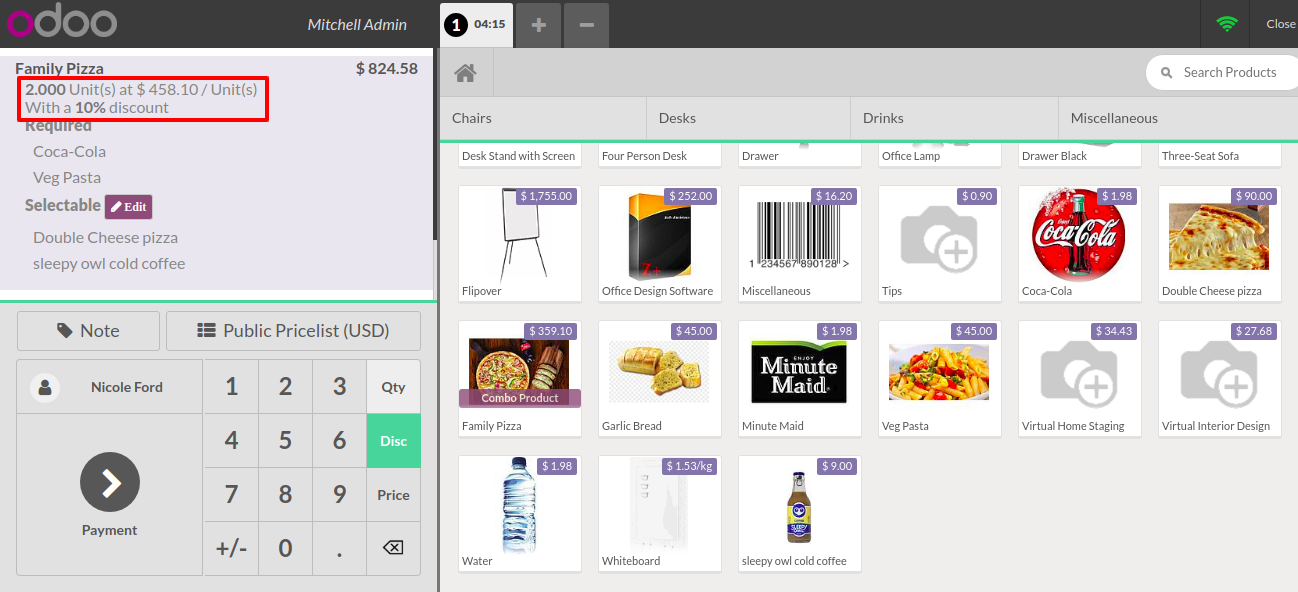 odoo
Mitchell Admin
1 04:15
Close
Family Pizza $ 824.58
2.000 Unit(s) at $ 458.10 / Unit(s)
With a 10% discount
Required
Coca-Cola
Veg Pasta
Selectable Edit
Double Cheese pizza
sleepy owl cold coffee
Note
Public Pricelist (USD)
Nicole Ford
Payment
1 2 3 Qty
4 5 6 Disc
7 8 9 Price
+/- 0 .
Search Products
Chairs Desks Drinks Miscellaneous
Desk Stand with Screen
Four Person Desk
Drawer
Office Lamp
Drawer Black
Three-Seat Sofa
$ 1,755.00
Flipover
$ 252.00
Z+
Office Design Software
$ 16.20
1 234567 890128 >
Miscellaneous
$ 0.90
Tips
$ 1.98
Coca-Cola
Coca-Cola
$ 90.00
Double Cheese pizza
$ 359.10
Combo Product
Family Pizza
$ 45.00
Garlic Bread
$ 1.98
ENJOY
Minute
Maid
Minute Maid
$ 45.00
Veg Pasta
$ 34.43
Virtual Home Staging
$ 27.68
Virtual Interior Design
$ 1.98
Water
$ 1.53/kg
Whiteboard
$ 9.00
SLEEPY
sleepy owl cold coffee